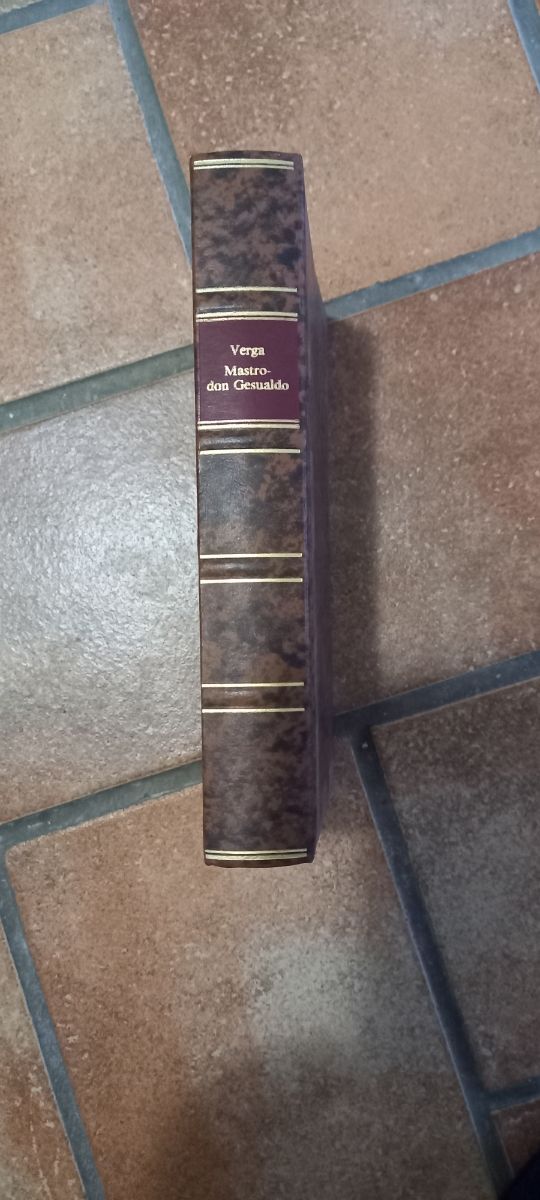 Verga
Mastro-
don Gesualdo